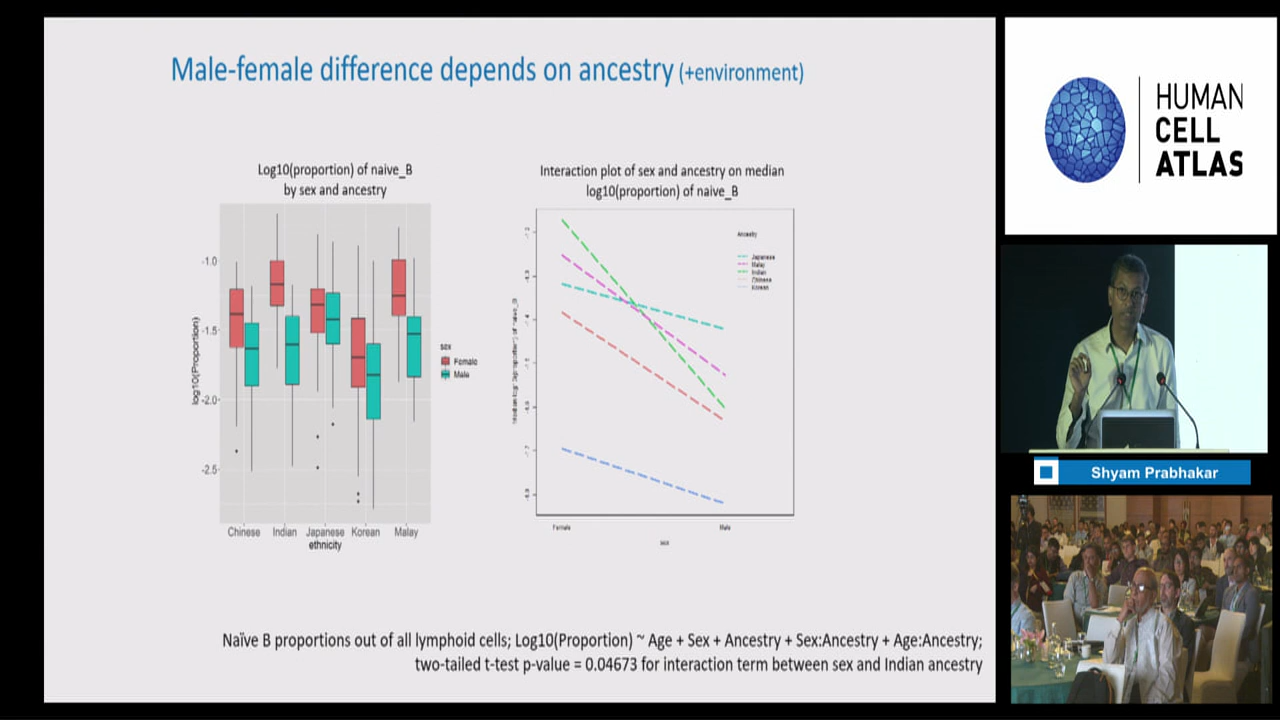 Male-female difference depends on ancestry (+environment)
Log10(proportion) of naive_B
by sex and ancestry
log10(Proportion)
-1.0
-1.5
-2.0
-2.5
Chinese Indian Japanese Korean Malay
ethnicity
sex
Female
Male
Interaction plot of sex and ancestry on median
log10(proportion) of naive_B
Ancestry
Japanese
Malay
Indian
Chinese
Korean
Female
Male
sex
Naïve B proportions out of all lymphoid cells; Log10(Proportion) ~ Age + Sex + Ancestry + Sex:Ancestry + Age:Ancestry;
two-tailed t-test p-value = 0.04673 for interaction term between sex and Indian ancestry
HUMAN
CELL
ATLAS
Shyam Prabhakar